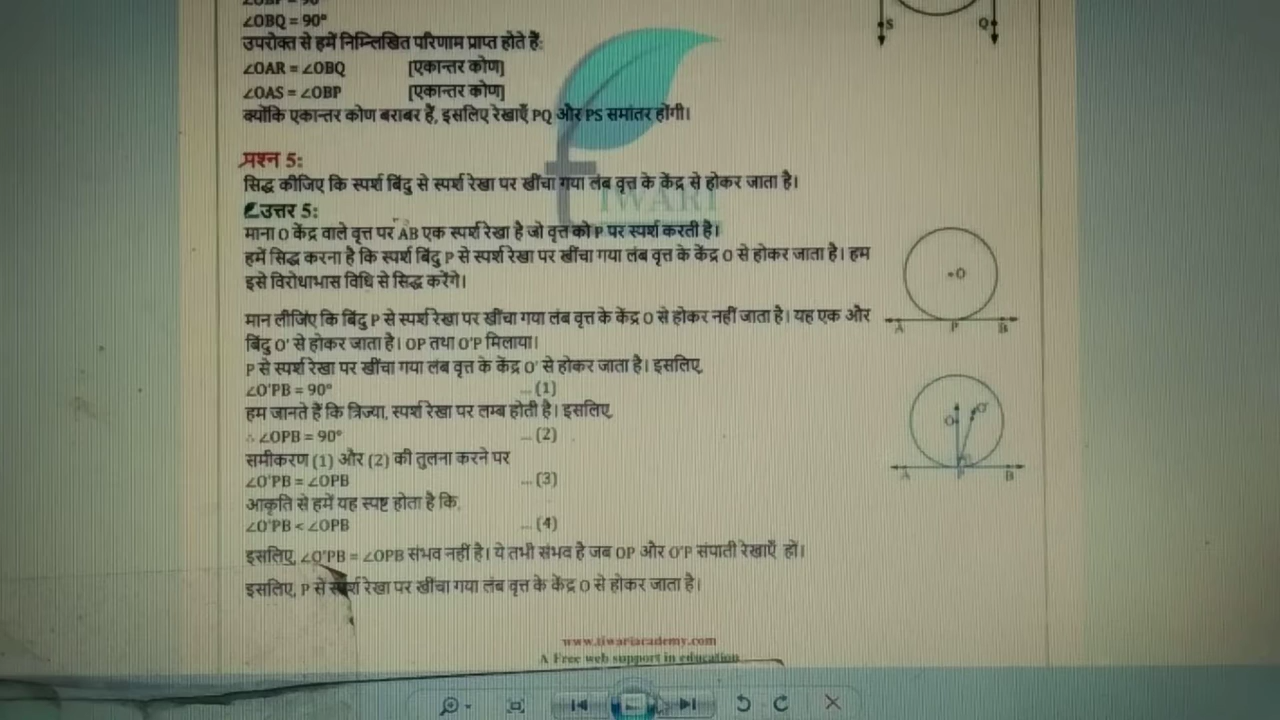 ∠OBQ = 90°
उपरोक्त से हमें निम्लिखित परिणाम प्राप्त होते हैं:
∠OAR = ∠OBQ [एकान्तर कोण]
∠OAS = ∠OBP [एकान्तर कोण]
क्योंकि एकान्तर कोण बराबर हैं, इसलिए रेखाएँ PQ और PS समांतर होंगी।
S Q
प्रश्न 5:
सिद्ध कीजिए कि स्पर्श बिंदु से स्पर्श रेखा पर खींचा गया लंब वृत्त के केंद्र से होकर जाता है।
TIWARI
उत्तर 5:
माना O केंद्र वाले वृत्त पर AB एक स्पर्श रेखा है जो वृत्त को P पर स्पर्श करती है।
हमें सिद्ध करना है कि स्पर्श बिंदु P से स्पर्श रेखा पर खींचा गया लंब वृत्त के केंद्र O से होकर जाता है। हम
इसे विरोधाभास विधि से सिद्ध करेंगे।
O
A P B
मान लीजिए कि बिंदु P से स्पर्श रेखा पर खींचा गया लंब वृत्त के केंद्र O से होकर नहीं जाता है। यह एक और
बिंदु O' से होकर जाता है। OP तथा O'P मिलाया।
P से स्पर्श रेखा पर खींचा गया लंब वृत्त के केंद्र O' से होकर जाता है। इसलिए,
∠O'PB = 90° ... (1)
हम जानते हैं कि त्रिज्या, स्पर्श रेखा पर लम्ब होती है। इसलिए,
∴ ∠OPB = 90° ... (2)
समीकरण (1) और (2) की तुलना करने पर
∠O'PB = ∠OPB ... (3)
O O'
A P B
आकृति से हमें यह स्पष्ट होता है कि,
∠O'PB < ∠OPB ... (4)
इसलिए, ∠O'PB = ∠OPB संभव नहीं है। ये तभी संभव है जब OP और O'P संपाती रेखाएँ हों।
इसलिए, P से स्पर्श रेखा पर खींचा गया लंब वृत्त के केंद्र O से होकर जाता है।
www.tiwariacademy.com
A Free web support in education